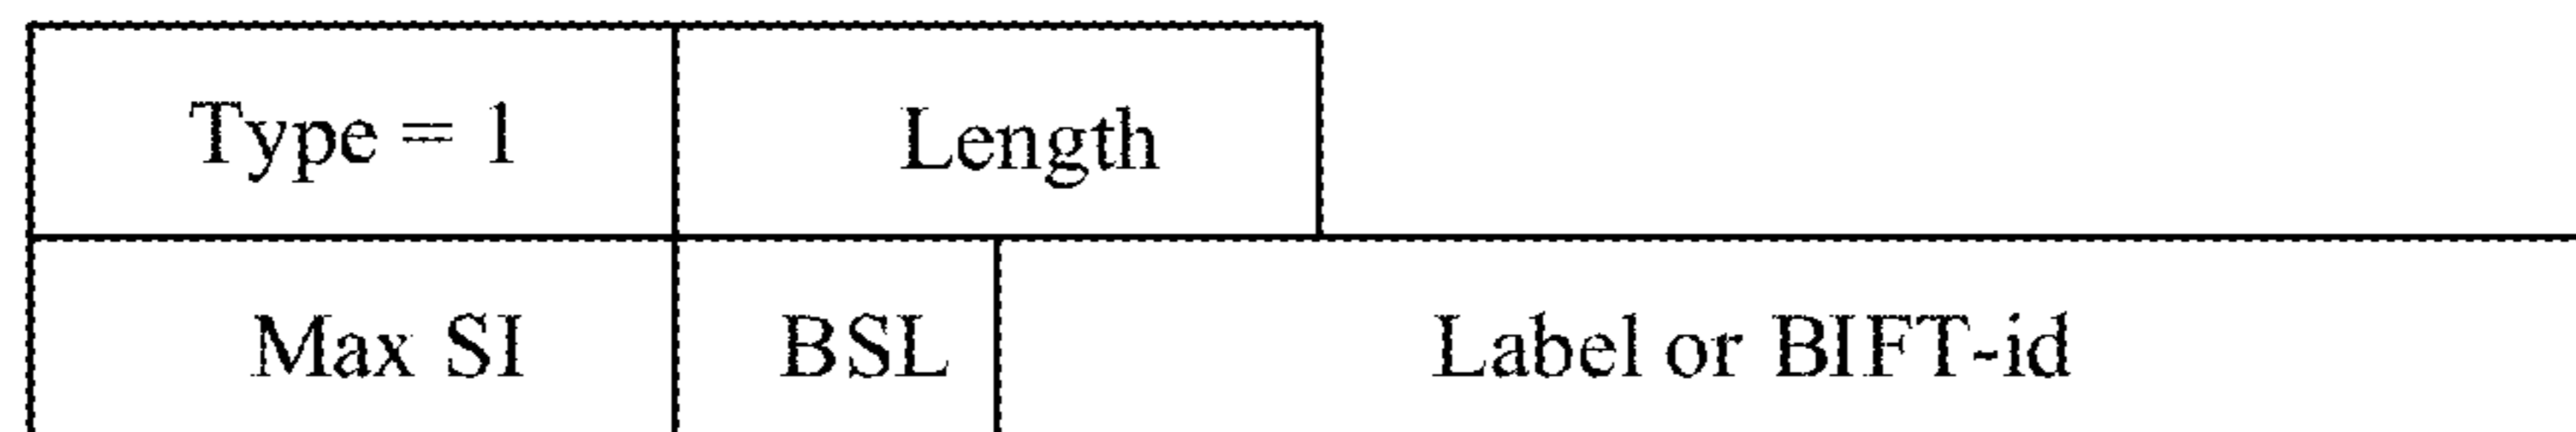 Type = 1 Length
Max SI BSL Label or BIFT-id